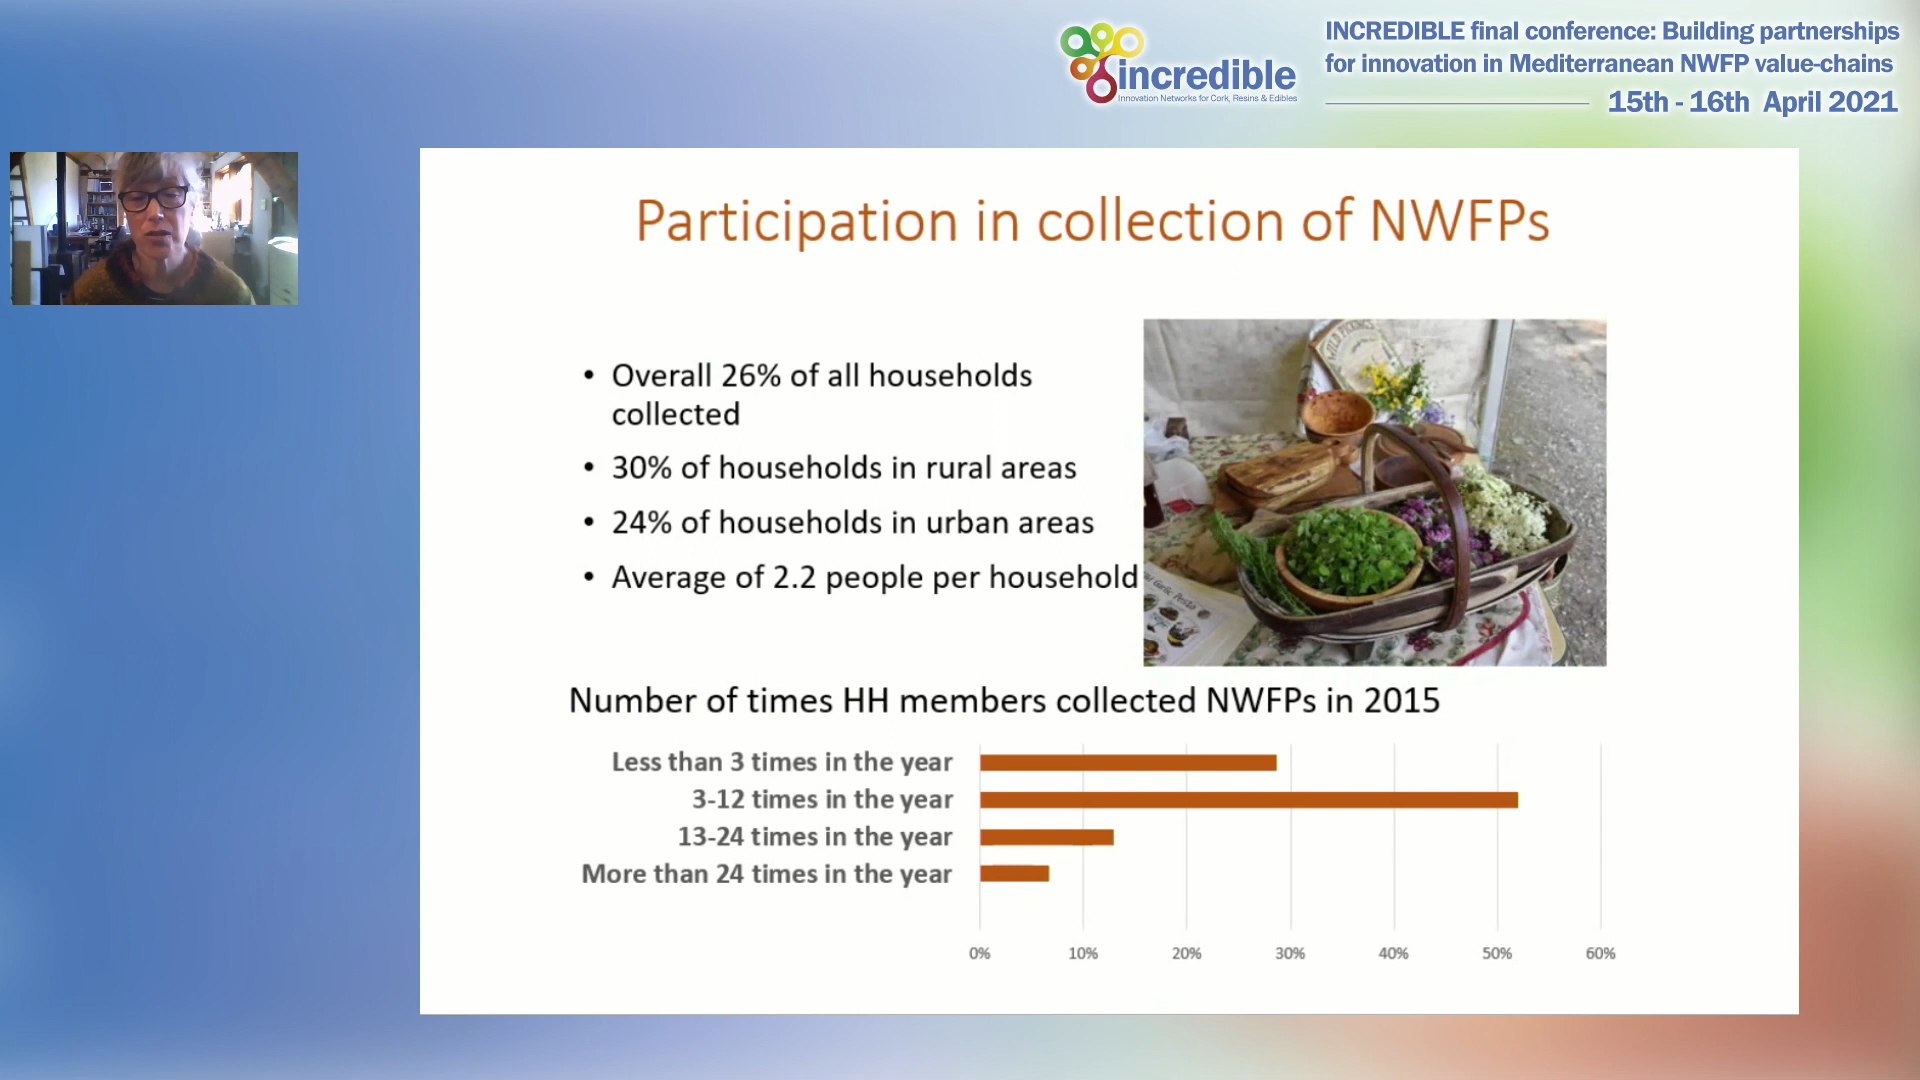 incredible
Innovation Networks for Cork, Resins & Edibles
INCREDIBLE final conference: Building partnerships
for innovation in Mediterranean NWFP value-chains
15th - 16th April 2021
Participation in collection of NWFPs
• Overall 26% of all households
collected
• 30% of households in rural areas
• 24% of households in urban areas
• Average of 2.2 people per household
Garlic Pesto
Number of times HH members collected NWFPs in 2015
Less than 3 times in the year
3-12 times in the year
13-24 times in the year
More than 24 times in the year
0% 10% 20% 30% 40% 50% 60%